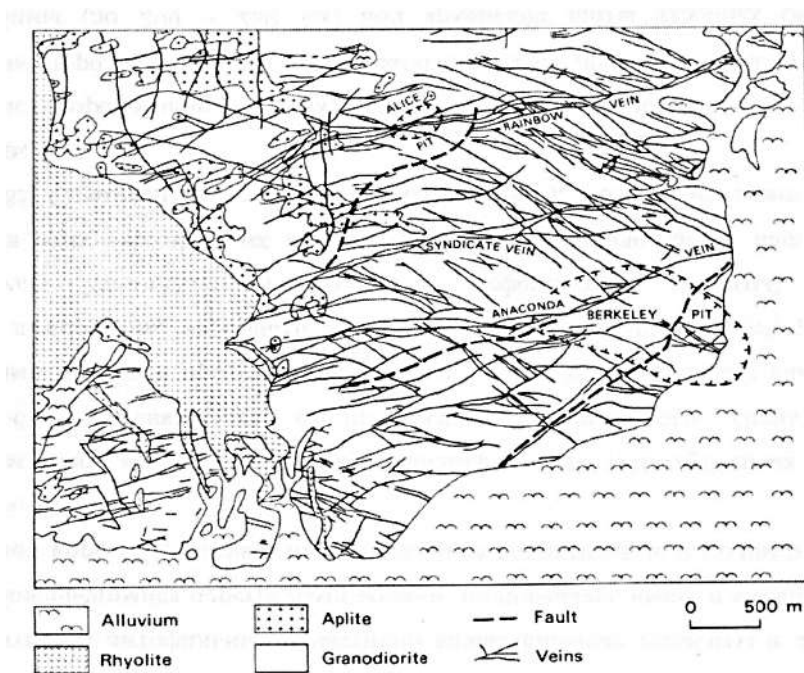 ALICE
PIT
RAINBOW VEIN
SYNDICATE VEIN
VEIN
ANACONDA
BERKELEY PIT
Alluvium
Aplite
Fault
0 500 m
Rhyolite
Granodiorite
Veins